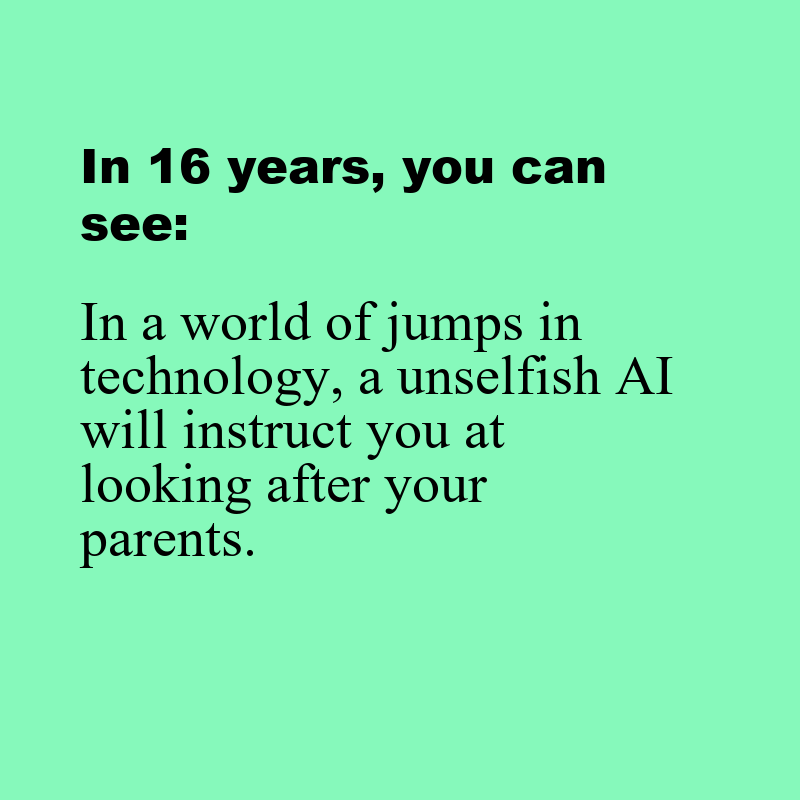 In 16 years, you can
see:
In a world of jumps in
technology, a unselfish AI
will instruct you at
looking after your
parents.